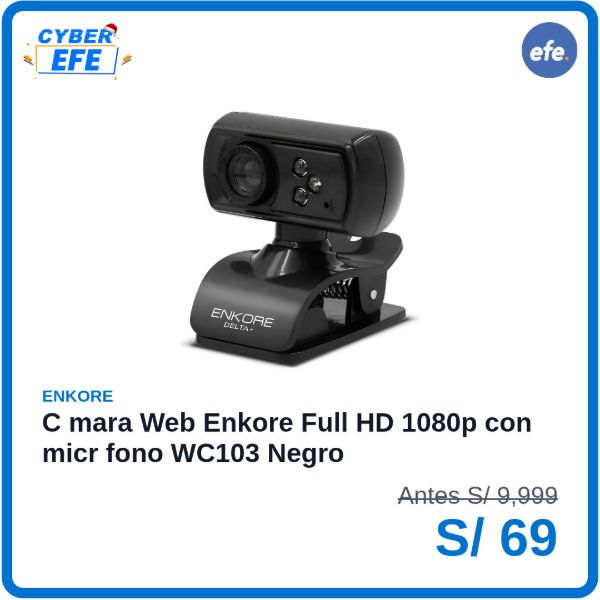 CYBER
EFE
efe.
ENKORE
DELTA+
ENKORE
C mara Web Enkore Full HD 1080p con
micr fono WC103 Negro
Antes S/ 9,999
S/ 69